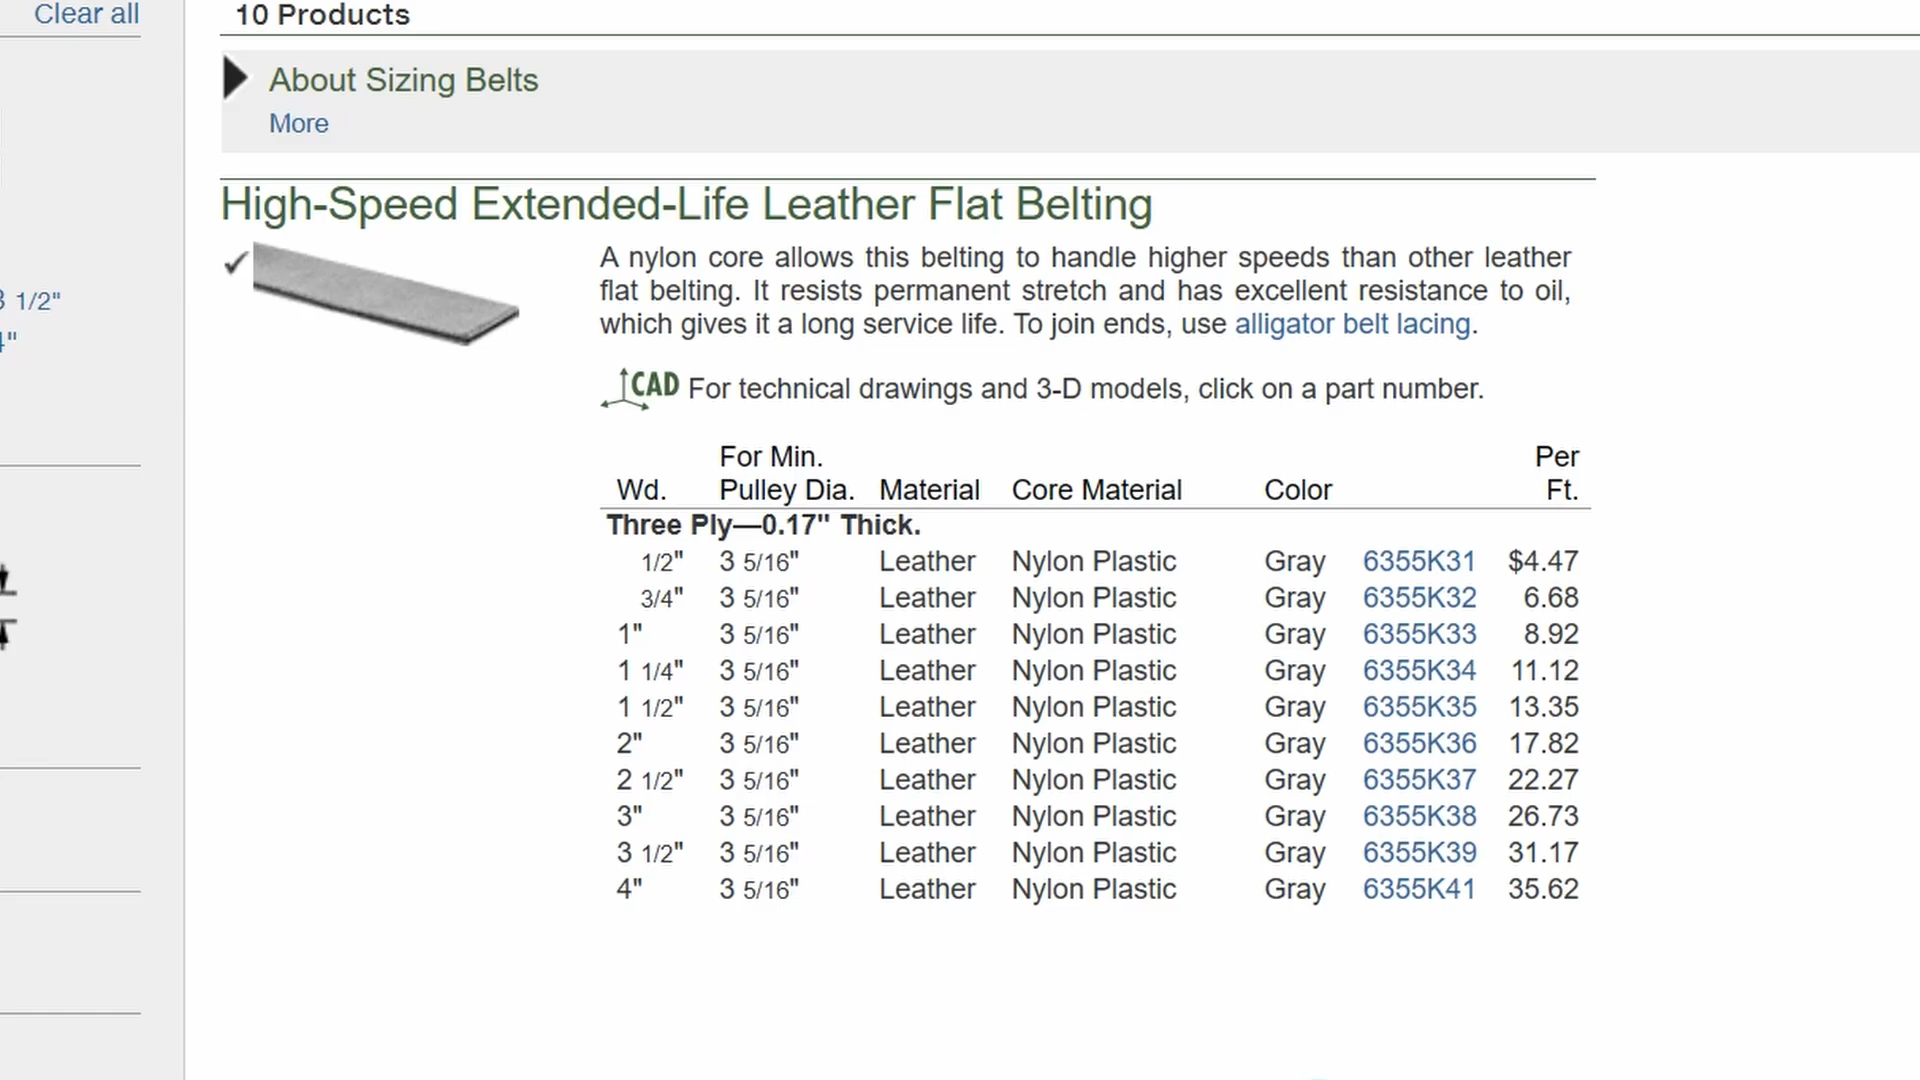 Clear all
10 Products
About Sizing Belts
More
High-Speed Extended-Life Leather Flat Belting
A nylon core allows this belting to handle higher speeds than other leather
flat belting. It resists permanent stretch and has excellent resistance to oil,
which gives it a long service life. To join ends, use alligator belt lacing.
1/2"
CAD For technical drawings and 3-D models, click on a part number.
For Min. Per
Wd. Pulley Dia. Material Core Material Color Ft.
Three Ply—0.17" Thick.
1/2" 3 5/16" Leather Nylon Plastic Gray 6355K31 $4.47
3/4" 3 5/16" Leather Nylon Plastic Gray 6355K32 6.68
1" 3 5/16" Leather Nylon Plastic Gray 6355K33 8.92
1 1/4" 3 5/16" Leather Nylon Plastic Gray 6355K34 11.12
1 1/2" 3 5/16" Leather Nylon Plastic Gray 6355K35 13.35
2" 3 5/16" Leather Nylon Plastic Gray 6355K36 17.82
2 1/2" 3 5/16" Leather Nylon Plastic Gray 6355K37 22.27
3" 3 5/16" Leather Nylon Plastic Gray 6355K38 26.73
3 1/2" 3 5/16" Leather Nylon Plastic Gray 6355K39 31.17
4" 3 5/16" Leather Nylon Plastic Gray 6355K41 35.62